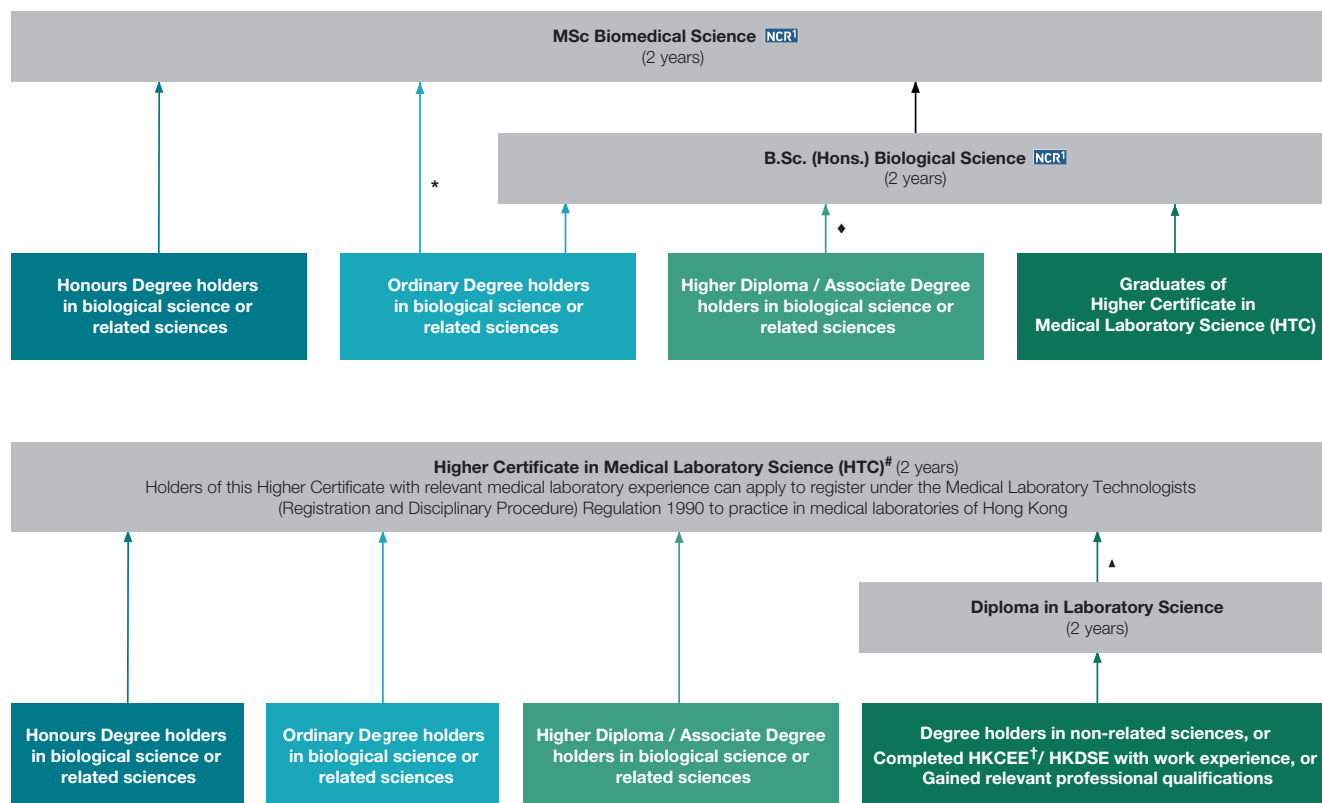 MSc Biomedical Science NCR1
(2 years)
*
B.Sc. (Hons.) Biological Science NCR1
(2 years)
♦
Honours Degree holders
in biological science or
related sciences
Ordinary Degree holders
in biological science or
related sciences
Higher Diploma / Associate Degree
holders in biological science or
related sciences
Graduates of
Higher Certificate in
Medical Laboratory Science (HTC)
Higher Certificate in Medical Laboratory Science (HTC)# (2 years)
Holders of this Higher Certificate with relevant medical laboratory experience can apply to register under the Medical Laboratory Technologists
(Registration and Disciplinary Procedure) Regulation 1990 to practice in medical laboratories of Hong Kong
▲
Diploma in Laboratory Science
(2 years)
Honours Degree holders
in biological science or
related sciences
Ordinary Degree holders
in biological science or
related sciences
Higher Diploma / Associate Degree
holders in biological science or
related sciences
Degree holders in non-related sciences, or
Completed HKCEE†/ HKDSE with work experience, or
Gained relevant professional qualifications